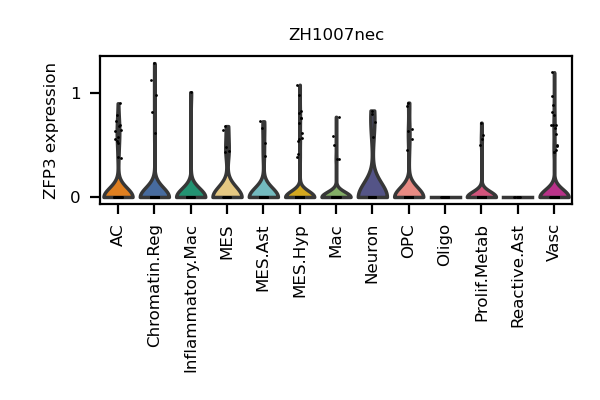 ZH1007nec
ZFP3 expression
1
0
AC
Chromatin.Reg
Inflammatory.Mac
MES
MES.Ast
MES.Hyp
Mac
Neuron
OPC
Oligo
Prolif.Metab
Reactive.Ast
Vasc